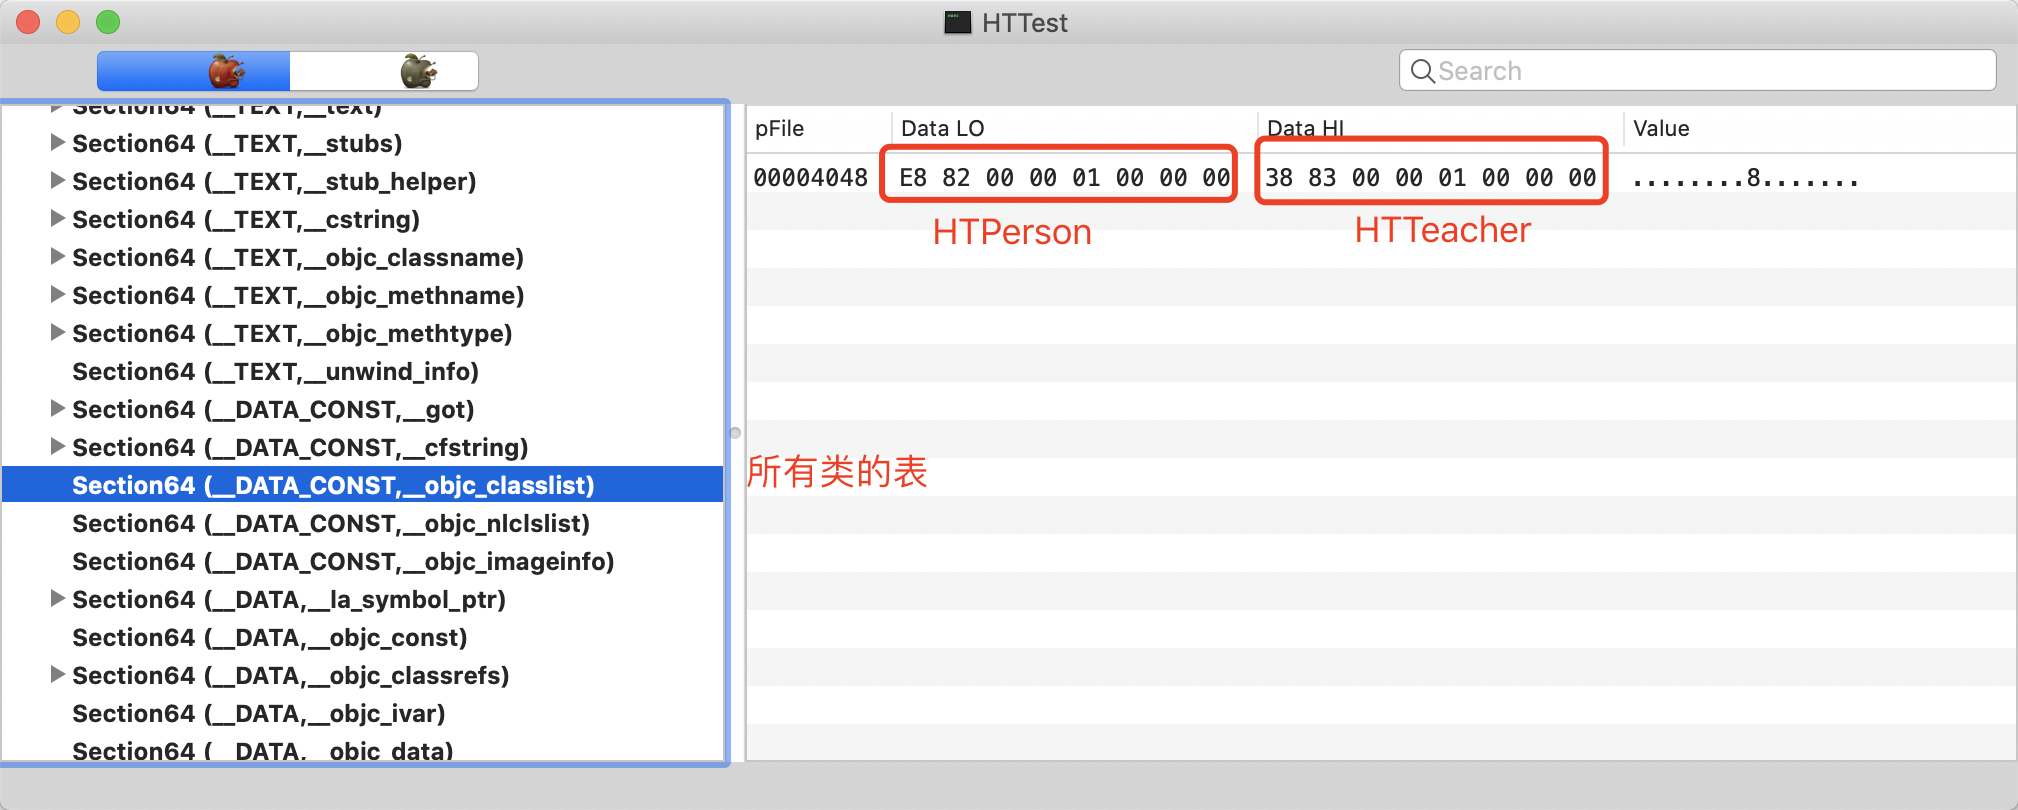 HTTest
Search
Section64 (__TEXT,__text)
Section64 (__TEXT,__stubs)
Section64 (__TEXT,__stub_helper)
Section64 (__TEXT,__cstring)
Section64 (__TEXT,__objc_classname)
Section64 (__TEXT,__objc_methname)
Section64 (__TEXT,__objc_methtype)
Section64 (__TEXT,__unwind_info)
Section64 (__DATA_CONST,__got)
Section64 (__DATA_CONST,__cfstring)
Section64 (__DATA_CONST,__objc_classlist)
Section64 (__DATA_CONST,__objc_nlclslist)
Section64 (__DATA_CONST,__objc_imageinfo)
Section64 (__DATA,__la_symbol_ptr)
Section64 (__DATA,__objc_const)
Section64 (__DATA,__objc_classrefs)
Section64 (__DATA,__objc_ivar)
Section64 (__DATA,__objc_data)
pFile Data LO Data HI Value
00004048 E8 82 00 00 01 00 00 00 38 83 00 00 01 00 00 00 ........8.......
HTPerson HTTeacher
所有类的表